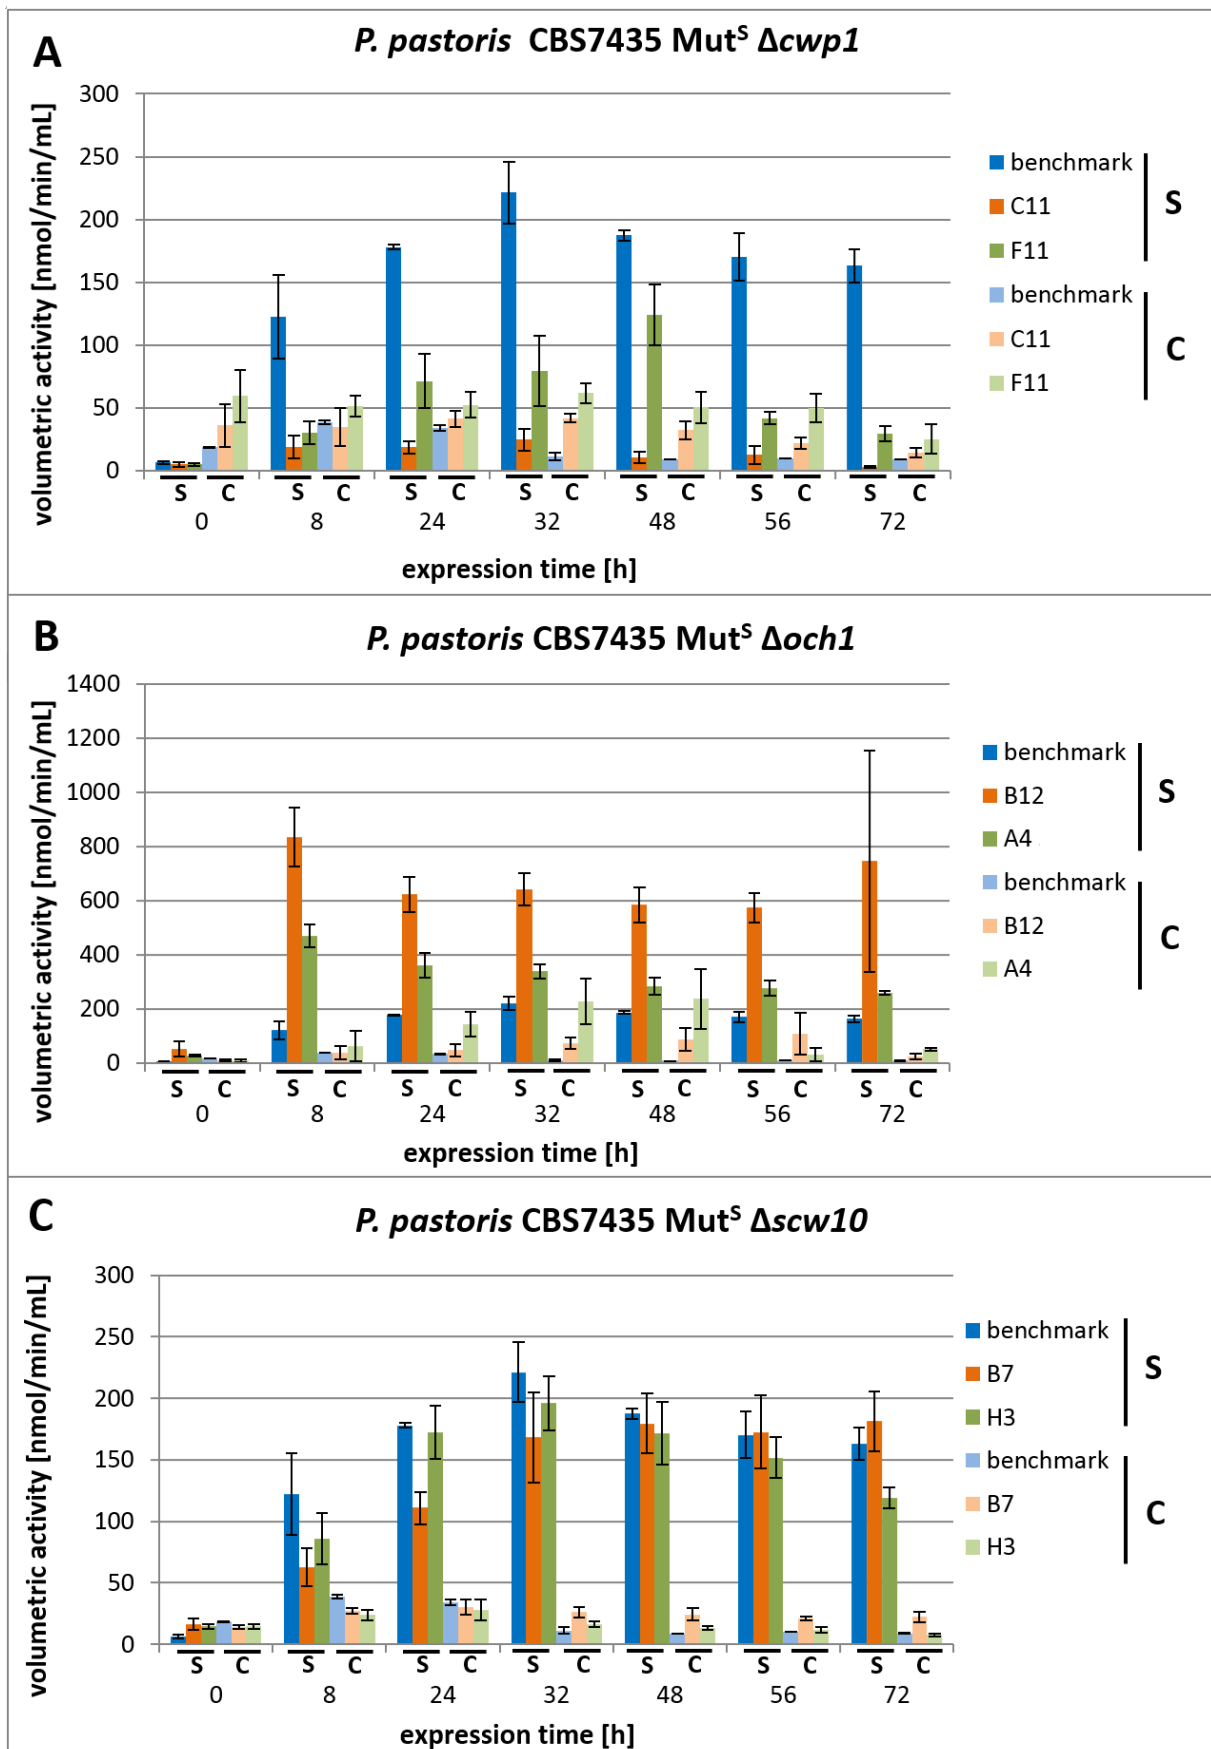 A
P. pastoris CBS7435 Mutˢ Δcwp1
volumetric activity [nmol/min/mL]
300
250
200
150
100
50
0
S C S C S C S C S C S C S C
0 8 24 32 48 56 72
expression time [h]
benchmark
C11
F11
S
benchmark
C11
F11
C
B
P. pastoris CBS7435 Mutˢ Δoch1
volumetric activity [nmol/min/mL]
1400
1200
1000
800
600
400
200
0
S C S C S C S C S C S C S C
0 8 24 32 48 56 72
expression time [h]
benchmark
B12
A4
S
benchmark
B12
A4
C
C
P. pastoris CBS7435 Mutˢ Δscw10
volumetric activity [nmol/min/mL]
300
250
200
150
100
50
0
S C S C S C S C S C S C S C
0 8 24 32 48 56 72
expression time [h]
benchmark
B7
H3
S
benchmark
B7
H3
C